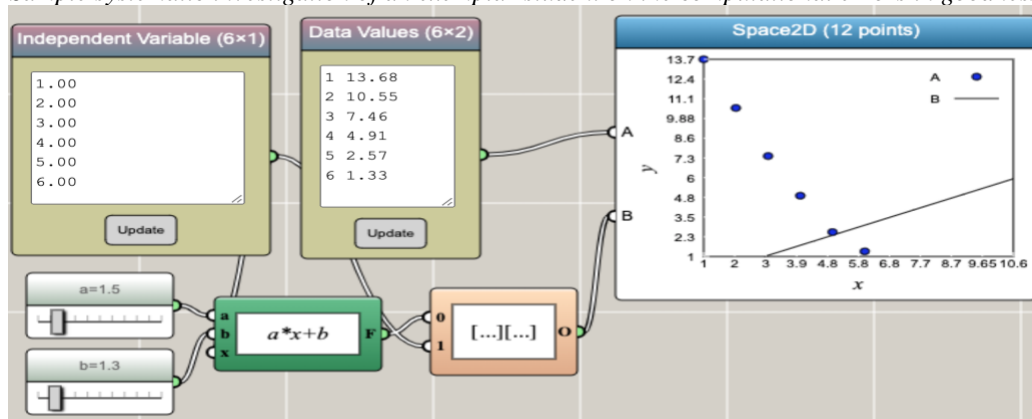 Independent Variable (6×1)
1.00
2.00
3.00
4.00
5.00
6.00
Update
Data Values (6×2)
1 13.68
2 10.55
3 7.46
4 4.91
5 2.57
6 1.33
Update
Space2D (12 points)
A
B
13.7
12.4
11.1
9.88
8.6
7.3
6
4.8
3.5
2.3
1
y
A
B
1 2 3 3.9 4.8 5.8 6.8 7.7 8.7 9.65 10.6
x
a=1.5
b=1.3
a
b
x
a*x+b
F
0
1
[...][...]
O